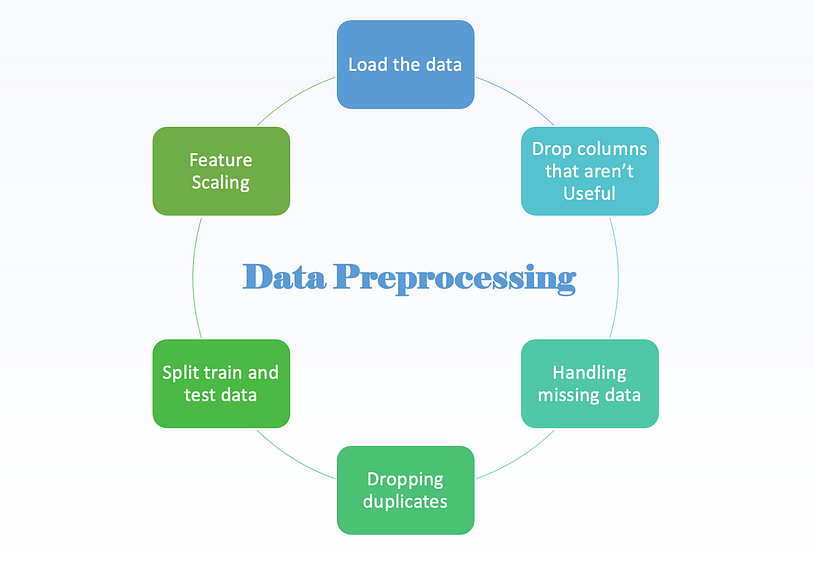 Load the data
Drop columns
that aren’t
Useful
Handling
missing data
Dropping
duplicates
Split train and
test data
Feature
Scaling
Data Preprocessing